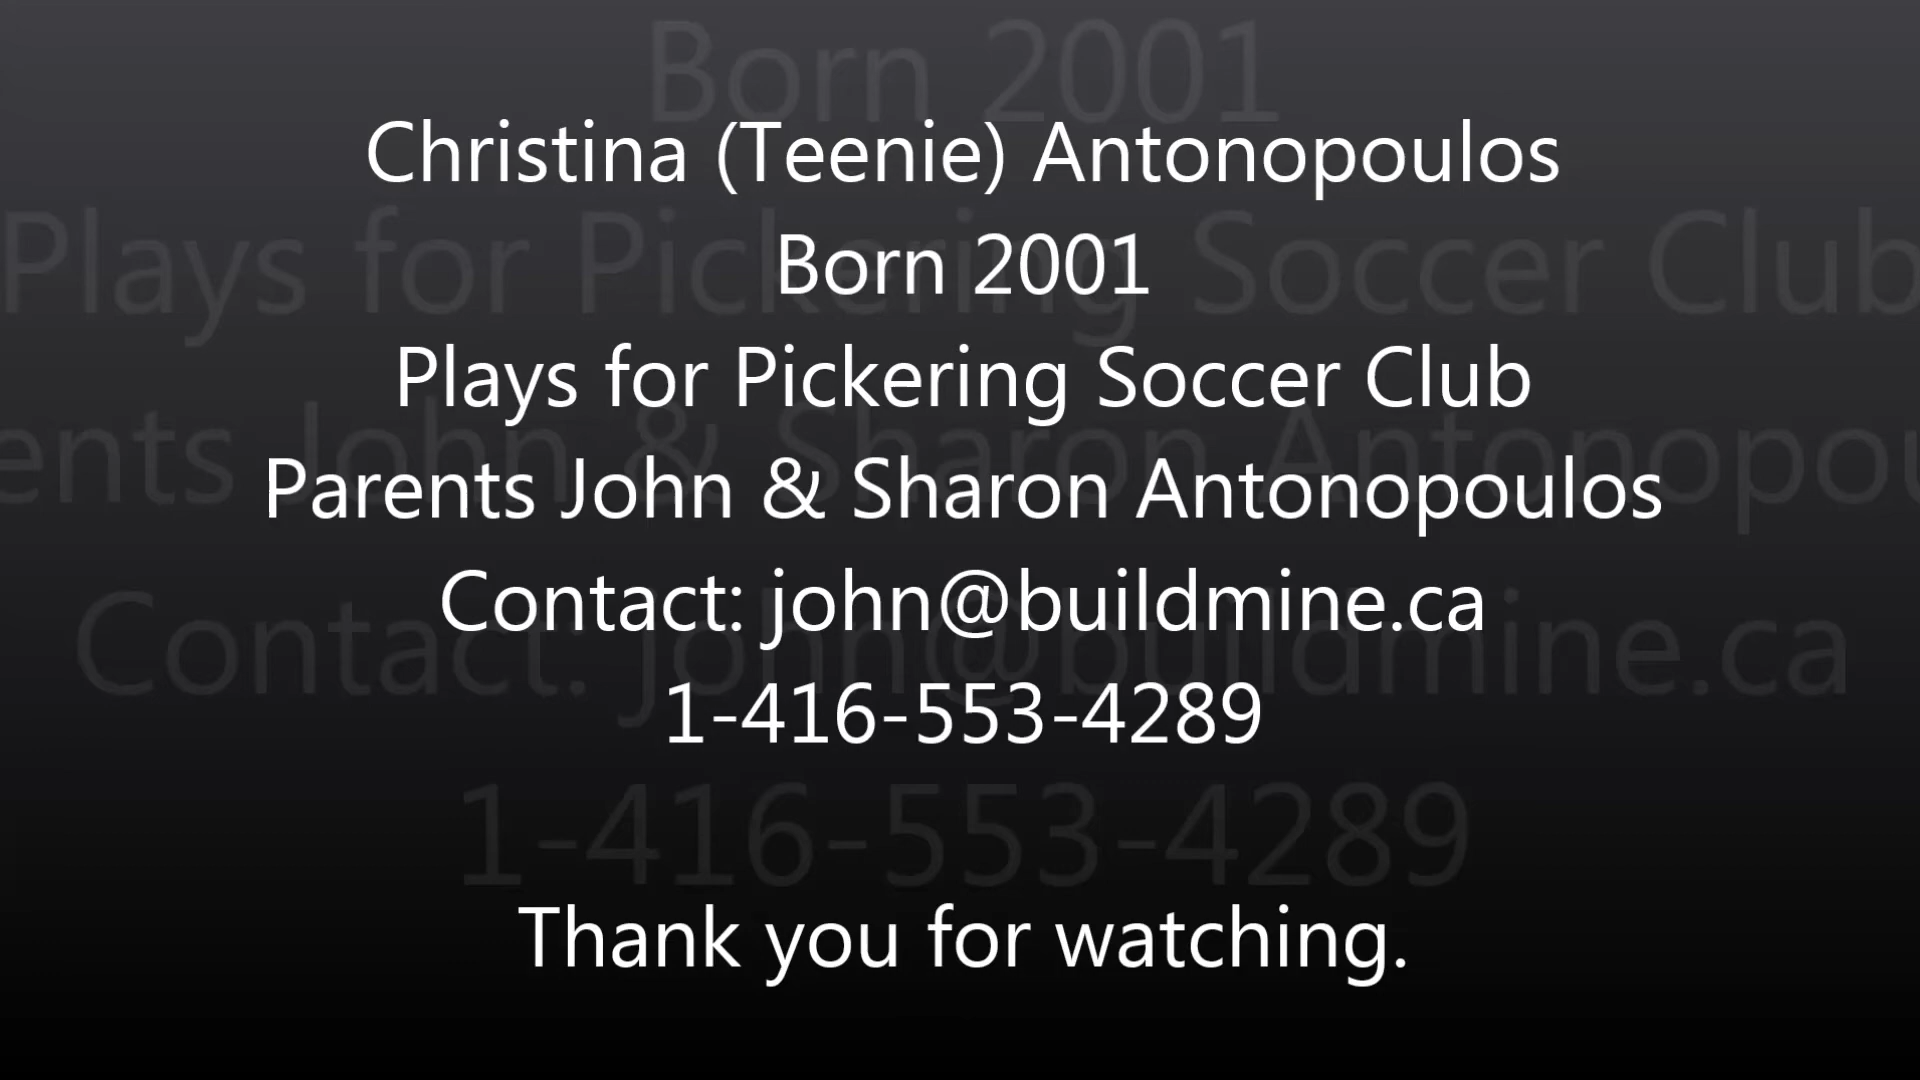 Christina (Teenie) Antonopoulos
Born 2001
Plays for Pickering Soccer Club
Parents John & Sharon Antonopoulos
Contact: john@buildmine.ca
1-416-553-4289
Thank you for watching.